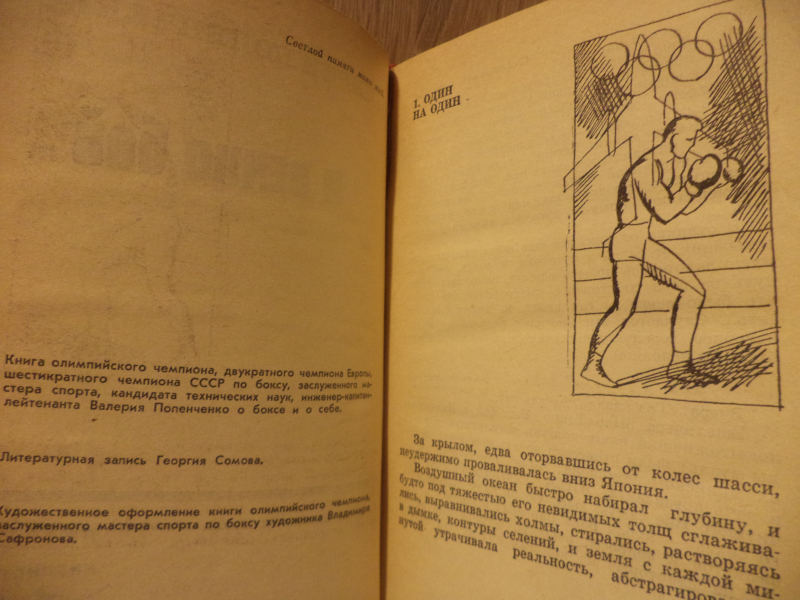 Светлой памяти моей
Книга олимпийского чемпиона, двукратного чемпиона Европы,
шестикратного чемпиона СССР по боксу, заслуженного ма-
стера спорта, кандидата технических наук, инженер-капитан-
лейтенанта Валерия Попенченко о боксе и о себе.
Литературная запись Георгия Сомова.
Художественное оформление книги олимпийского чемпиона,
заслуженного мастера спорта по боксу художника Владимира
Сафронова.
1. ОДИН
НА ОДИН
За крылом, едва оторвавшись от колес шасси,
неудержимо проваливалась вниз Япония.
Воздушный океан быстро набирал глубину, и
будто под тяжестью его невидимых толщ сглажива-
лись, выравнивались холмы, стирались, растворяясь
в дымке, контуры селений, и земля с каждой ми-
нутой утрачивала реальность,